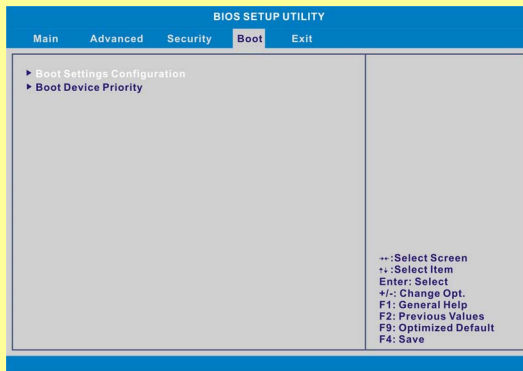 BIOS SETUP UTILITY
Main Advanced Security Boot Exit
Boot Settings Configuration
Boot Device Priority
→←:Select Screen
↑↓:Select Item
Enter: Select
+/-: Change Opt.
F1: General Help
F2: Previous Values
F9: Optimized Default
F4: Save